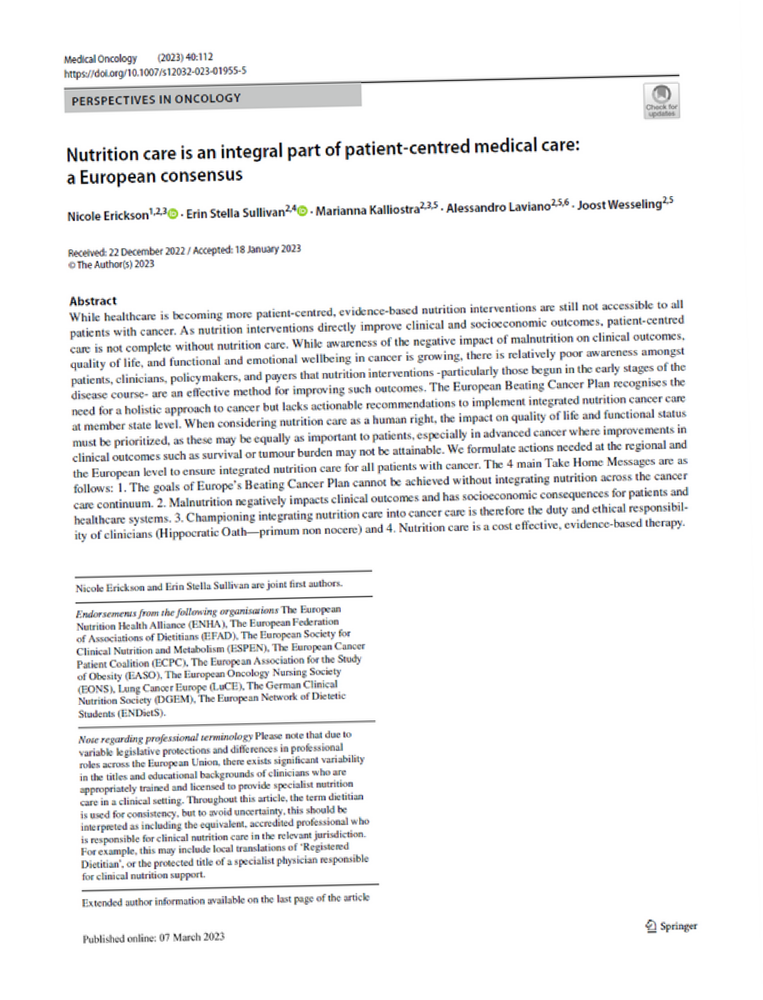 Medical Oncology (2023) 40:112
https://doi.org/10.1007/s12032-023-01955-5
PERSPECTIVES IN ONCOLOGY
Check for
updates
Nutrition care is an integral part of patient-centred medical care:
a European consensus
Nicole Erickson1,2,3 · Erin Stella Sullivan2,4 · Marianna Kalliostra2,3,5 · Alessandro Laviano2,5,6 · Joost Wesseling2,5
Received: 22 December 2022 / Accepted: 18 January 2023
© The Author(s) 2023
Abstract
While healthcare is becoming more patient-centred, evidence-based nutrition interventions are still not accessible to all
patients with cancer. As nutrition interventions directly improve clinical and socioeconomic outcomes, patient-centred
care is not complete without nutrition care. While awareness of the negative impact of malnutrition on clinical outcomes,
quality of life, and functional and emotional wellbeing in cancer is growing, there is relatively poor awareness amongst
patients, clinicians, policymakers, and payers that nutrition interventions -particularly those begun in the early stages of the
disease course- are an effective method for improving such outcomes. The European Beating Cancer Plan recognises the
need for a holistic approach to cancer but lacks actionable recommendations to implement integrated nutrition cancer care
at member state level. When considering nutrition care as a human right, the impact on quality of life and functional status
must be prioritized, as these may be equally as important to patients, especially in advanced cancer where improvements in
clinical outcomes such as survival or tumour burden may not be attainable. We formulate actions needed at the regional and
the European level to ensure integrated nutrition care for all patients with cancer. The 4 main Take Home Messages are as
follows: 1. The goals of Europe's Beating Cancer Plan cannot be achieved without integrating nutrition across the cancer
care continuum. 2. Malnutrition negatively impacts clinical outcomes and has socioeconomic consequences for patients and
healthcare systems. 3. Championing integrating nutrition care into cancer care is therefore the duty and ethical responsibil-
ity of clinicians (Hippocratic Oath—primum non nocere) and 4. Nutrition care is a cost effective, evidence-based therapy.
Nicole Erickson and Erin Stella Sullivan are joint first authors.
Endorsements from the following organisations The European
Nutrition Health Alliance (ENHA), The European Federation
of Associations of Dietitians (EFAD), The European Society for
Clinical Nutrition and Metabolism (ESPEN), The European Cancer
Patient Coalition (ECPC), The European Association for the Study
of Obesity (EASO), The European Oncology Nursing Society
(EONS), Lung Cancer Europe (LuCE), The German Clinical
Nutrition Society (DGEM), The European Network of Dietetic
Students (ENDietS).
Note regarding professional terminology Please note that due to
variable legislative protections and differences in professional
roles across the European Union, there exists significant variability
in the titles and educational backgrounds of clinicians who are
appropriately trained and licensed to provide specialist nutrition
care in a clinical setting. Throughout this article, the term dietitian
is used for consistency, but to avoid uncertainty, this should be
interpreted as including the equivalent, accredited professional who
is responsible for clinical nutrition care in the relevant jurisdiction.
For example, this may include local translations of 'Registered
Dietitian', or the protected title of a specialist physician responsible
for clinical nutrition support.
Extended author information available on the last page of the article
Published online: 07 March 2023
Springer